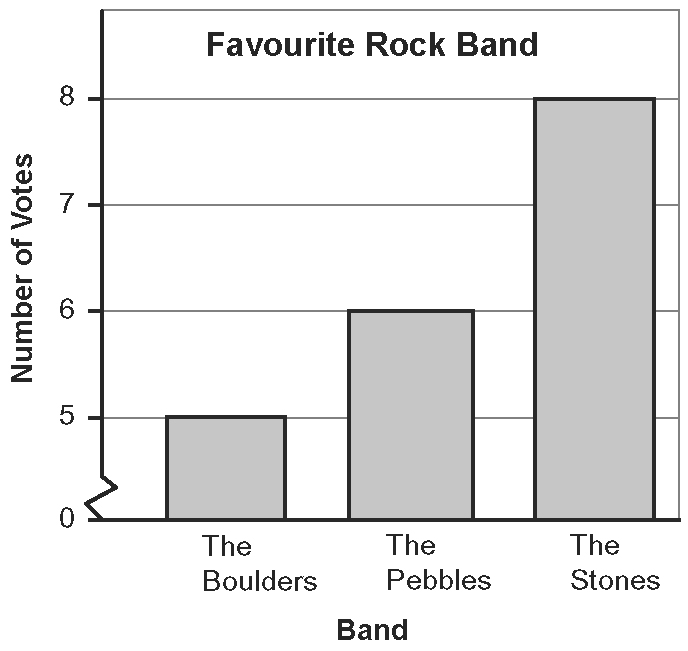 Favourite Rock Band
Number of Votes
8
7
6
5
0
The
Boulders
The
Pebbles
The
Stones
Band